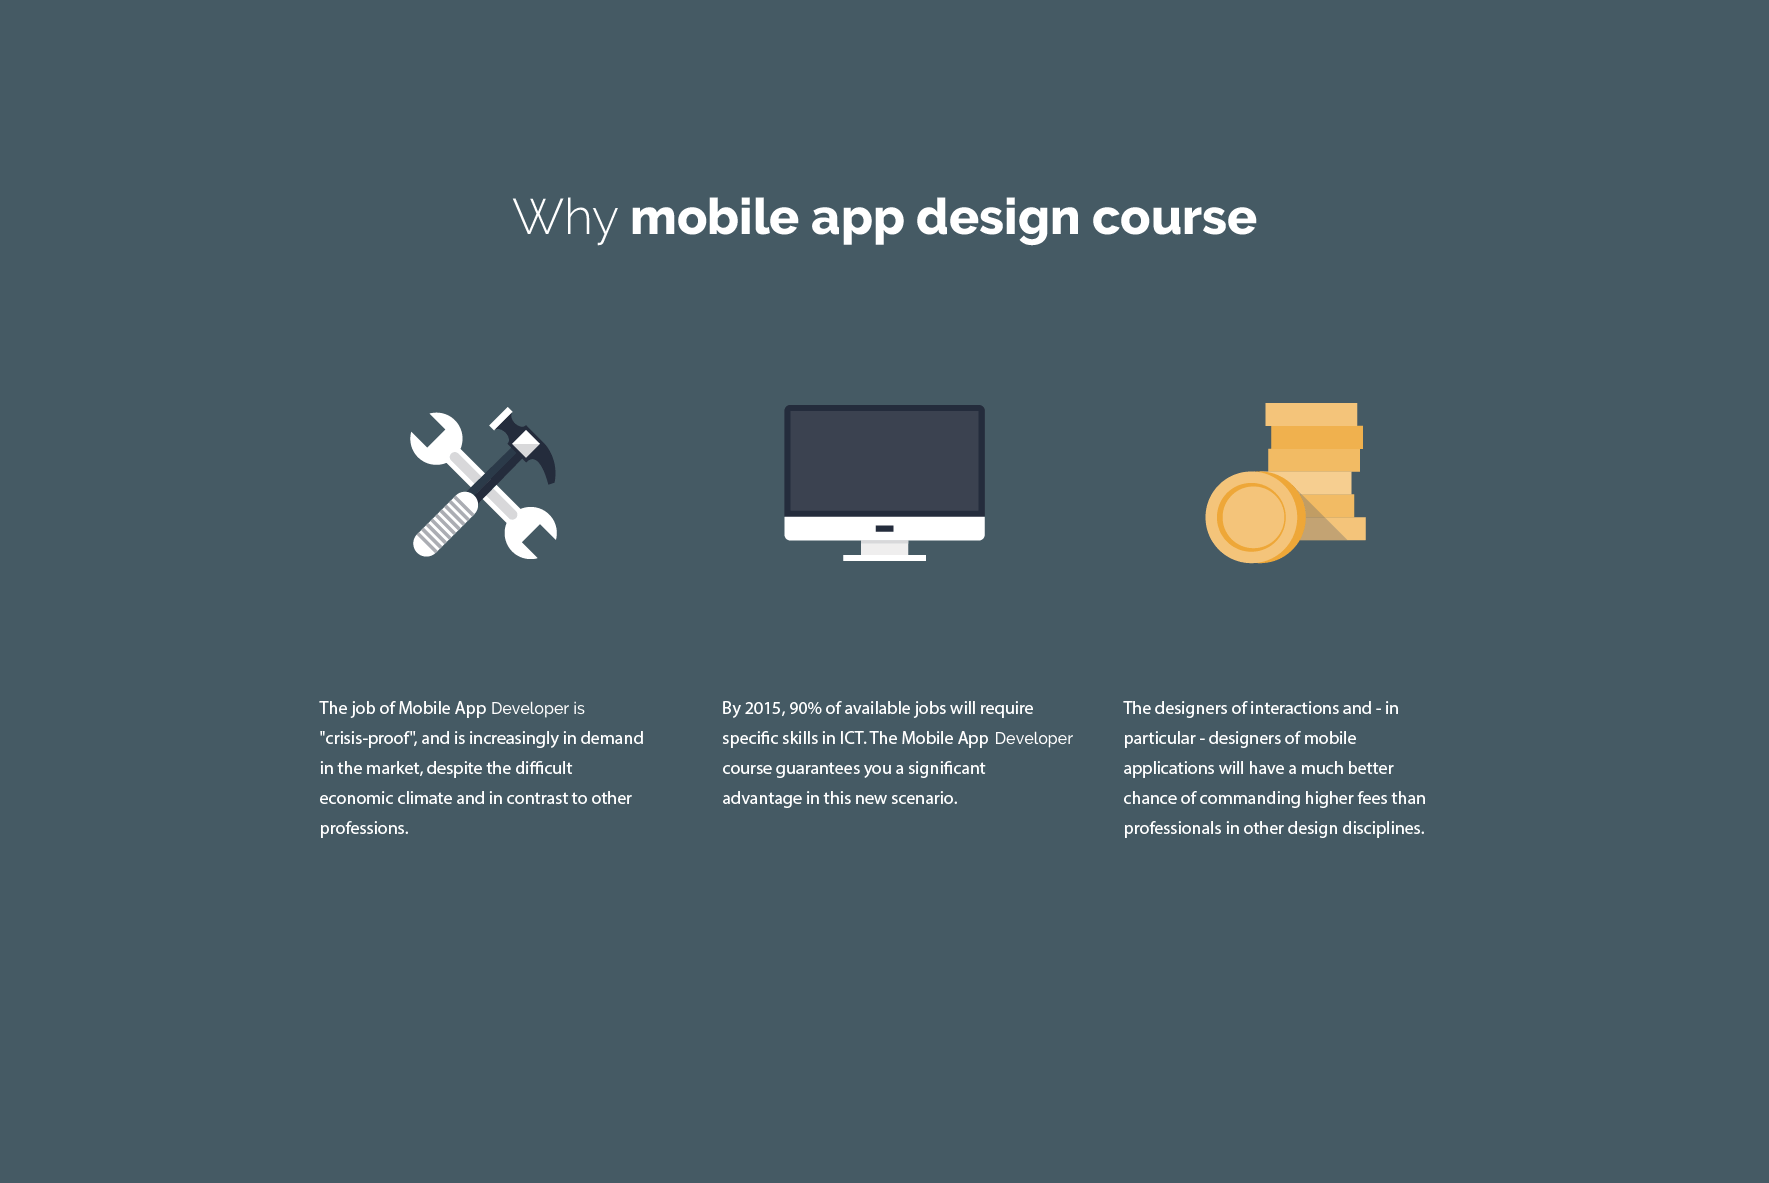 Why mobile app design course
The job of Mobile App Developer is
"crisis-proof", and is increasingly in demand
in the market, despite the difficult
economic climate and in contrast to other
professions.
By 2015, 90% of available jobs will require
specific skills in ICT. The Mobile App Developer
course guarantees you a significant
advantage in this new scenario.
The designers of interactions and - in
particular - designers of mobile
applications will have a much better
chance of commanding higher fees than
professionals in other design disciplines.